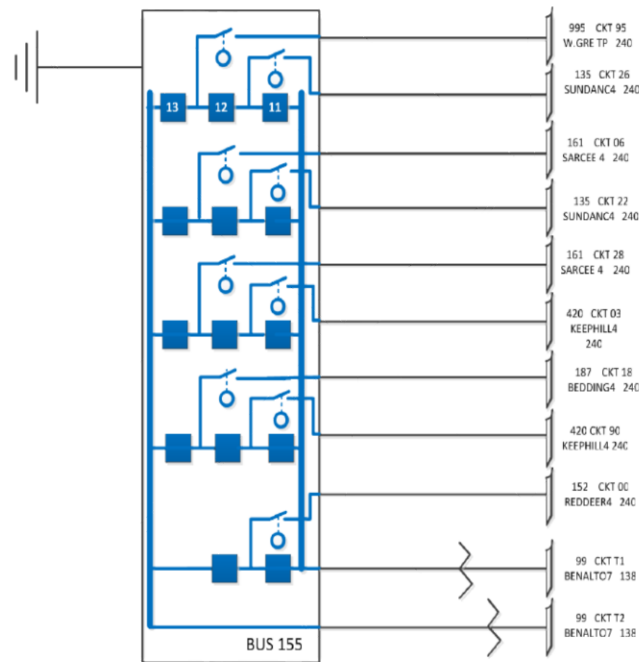 995 CKT 95
W.GRE TP 240
135 CKT 26
SUNDANC4 240
13 12 11
161 CKT 06
SARCEE 4 240
135 CKT 22
SUNDANC4 240
161 CKT 28
SARCEE 4 240
420 CKT 03
KEEPHILL4
240
187 CKT 18
BEDDING4 240
420 CKT 90
KEEPHILL4 240
152 CKT 00
REDDEER4 240
99 CKT T1
BENALTO7 138
99 CKT T2
BENALTO7 138
BUS 155